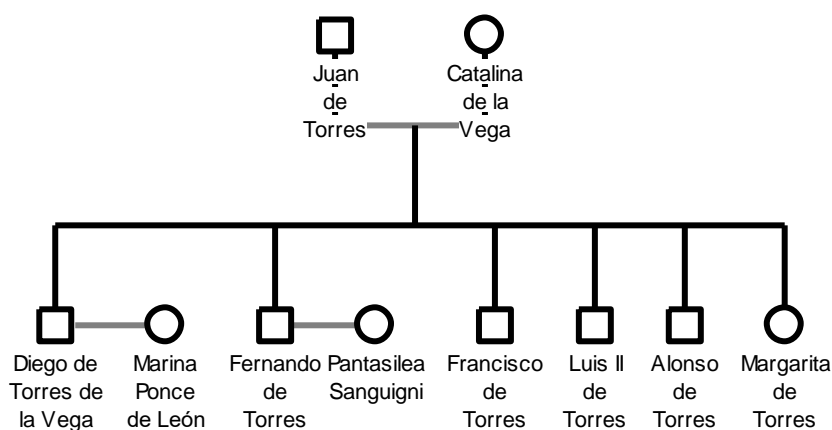 Juan
de
Torres
Catalina
de la
Vega
Diego de
Torres de
la Vega
Marina
Ponce
de León
Fernando
de
Torres
Pantasilea
Sanguigni
Francisco
de
Torres
Luis II
de
Torres
Alonso
de
Torres
Margarita
de
Torres